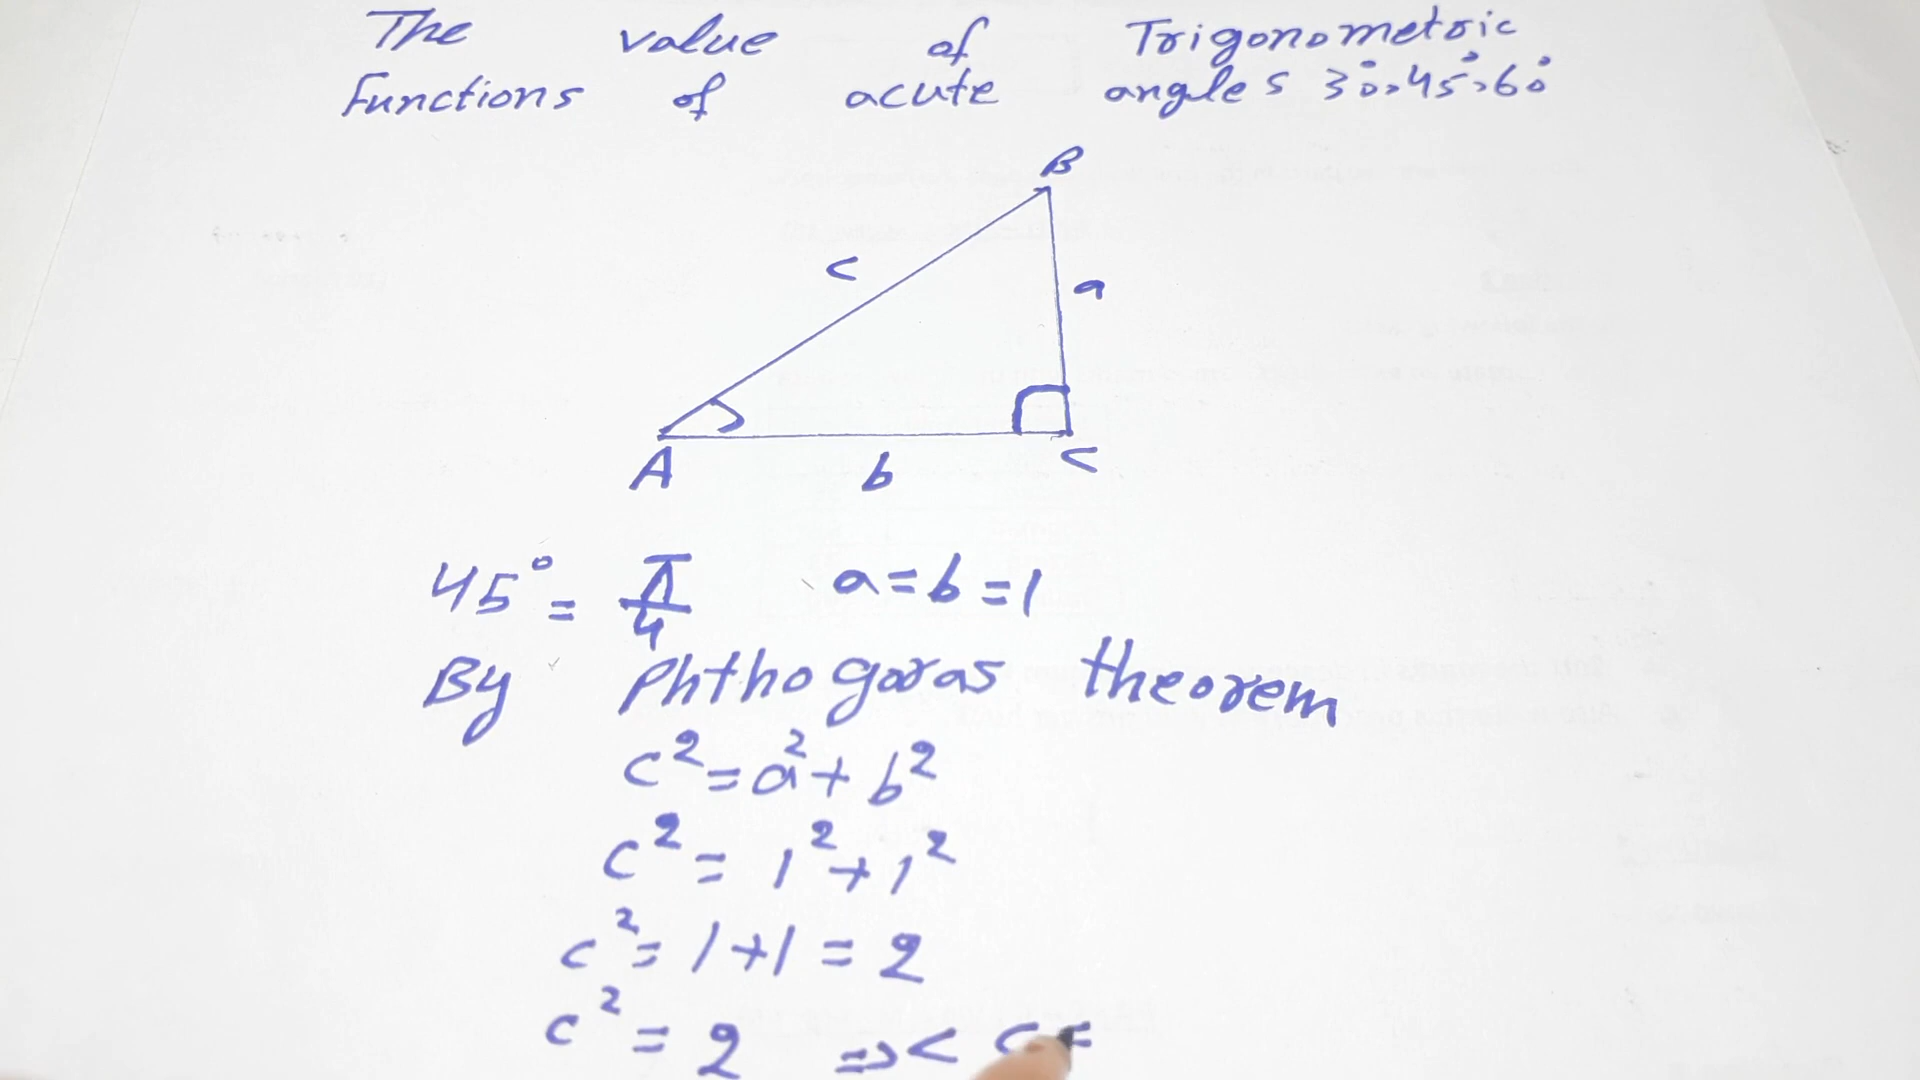 The value of Trigonometric
Functions of acute angles 30°, 45°, 60°
B
c
a
A
b
C
45° = π/4 a=b=1
By Phthogoras theorem
c² = a² + b²
c² = 1² + 1²
c² = 1+1 = 2
c² = 2 => c c =